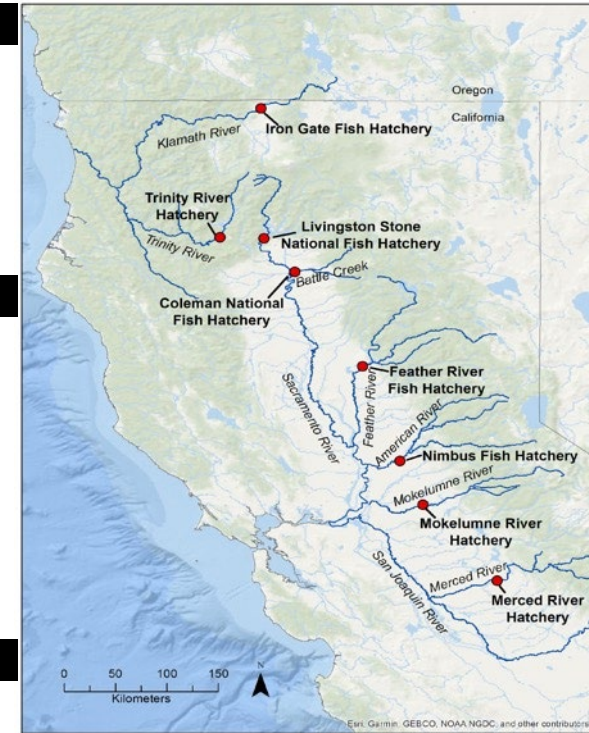 Oregon
California
Klamath River
Iron Gate Fish Hatchery
Trinity River
Hatchery
Trinity River
Livingston Stone
National Fish Hatchery
Battle Creek
Coleman National
Fish Hatchery
Sacramento River
Feather River
Feather River
Fish Hatchery
American River
Nimbus Fish Hatchery
Mokelumne River
Mokelumne River
Hatchery
San Joaquin River
Merced River
Merced River
Hatchery
0 50 100 150
Kilometers
N
Esri, Garmin, GEBCO, NOAA NGDC, and other contributors